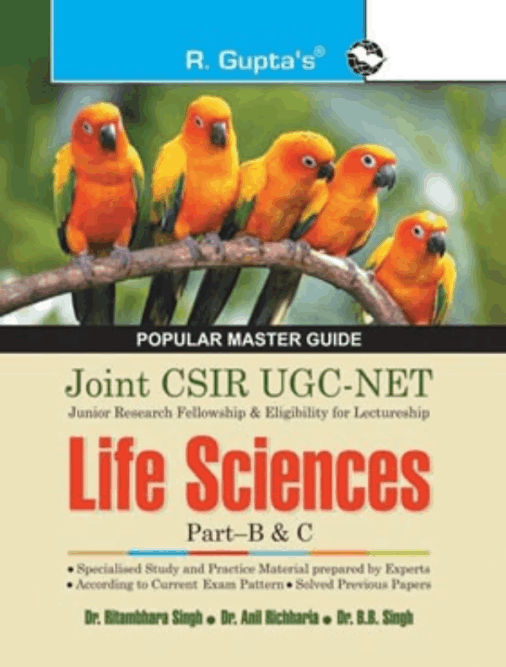 R. Gupta's®
POPULAR MASTER GUIDE
Joint CSIR UGC-NET
Junior Research Fellowship & Eligibility for Lectureship
Life Sciences
Part–B & C
• Specialised Study and Practice Material prepared by Experts
• According to Current Exam Pattern • Solved Previous Papers
Dr. Ritambhara Singh • Dr. Anil Richharia • Dr. B.B. Singh